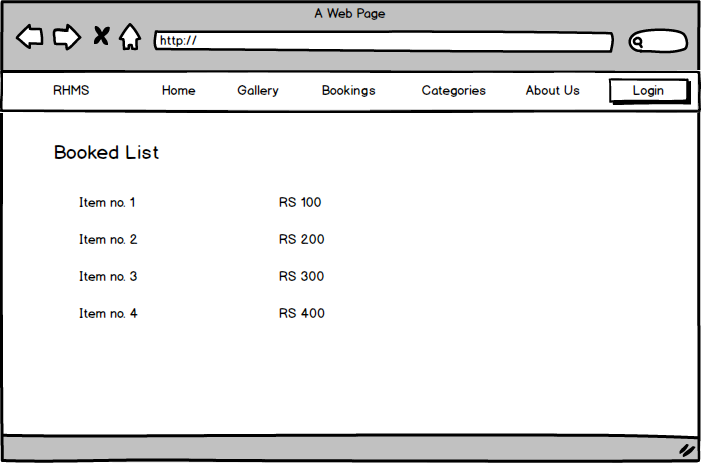 A Web Page
http://
RHMS Home Gallery Bookings Categories About Us Login
Booked List
Item no. 1 RS 100
Item no. 2 RS 200
Item no. 3 RS 300
Item no. 4 RS 400